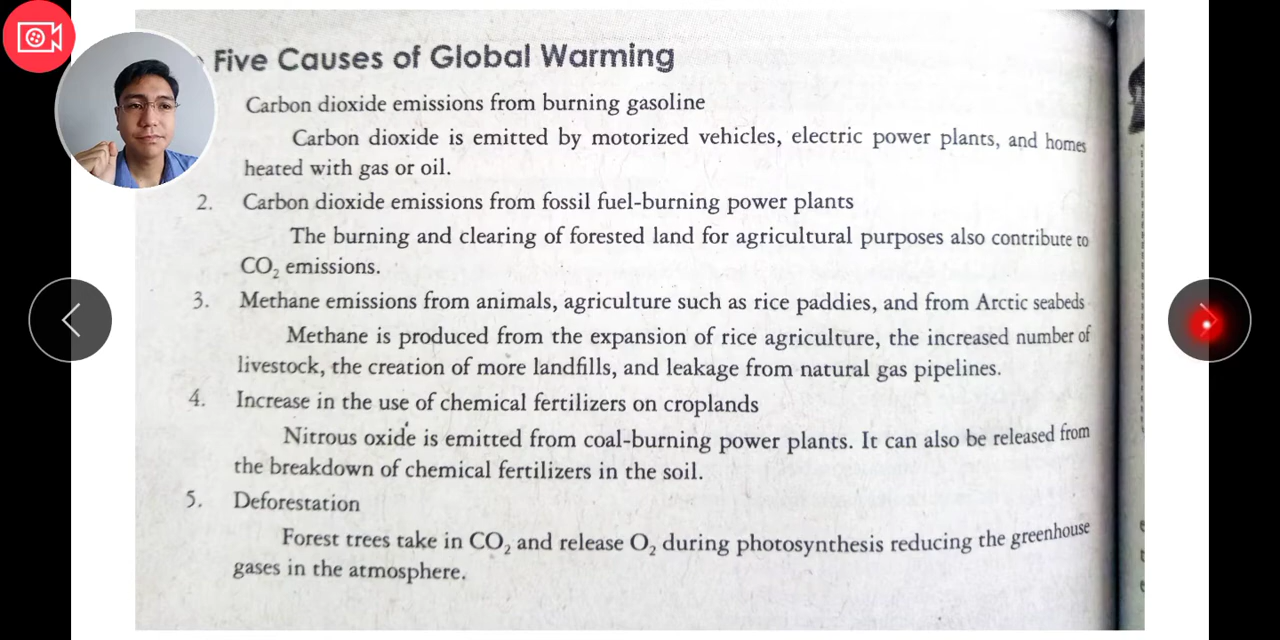 Five Causes of Global Warming
Carbon dioxide emissions from burning gasoline
Carbon dioxide is emitted by motorized vehicles, electric power plants, and homes
heated with gas or oil.
2. Carbon dioxide emissions from fossil fuel-burning power plants
The burning and clearing of forested land for agricultural purposes also contribute to
CO₂ emissions.
3. Methane emissions from animals, agriculture such as rice paddies, and from Arctic seabeds
Methane is produced from the expansion of rice agriculture, the increased number of
livestock, the creation of more landfills, and leakage from natural gas pipelines.
4. Increase in the use of chemical fertilizers on croplands
Nitrous oxide is emitted from coal-burning power plants. It can also be released from
the breakdown of chemical fertilizers in the soil.
5. Deforestation
Forest trees take in CO₂ and release O₂ during photosynthesis reducing the greenhouse
gases in the atmosphere.